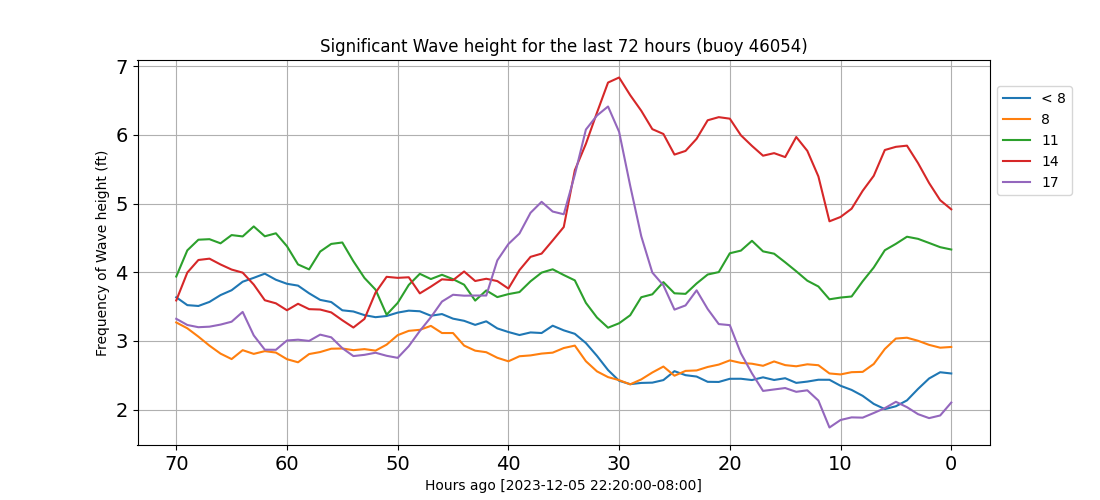 Significant Wave height for the last 72 hours (buoy 46054)
Frequency of Wave height (ft)
7
6
5
4
3
2
70 60 50 40 30 20 10 0
Hours ago [2023-12-05 22:20:00-08:00]
< 8
8
11
14
17